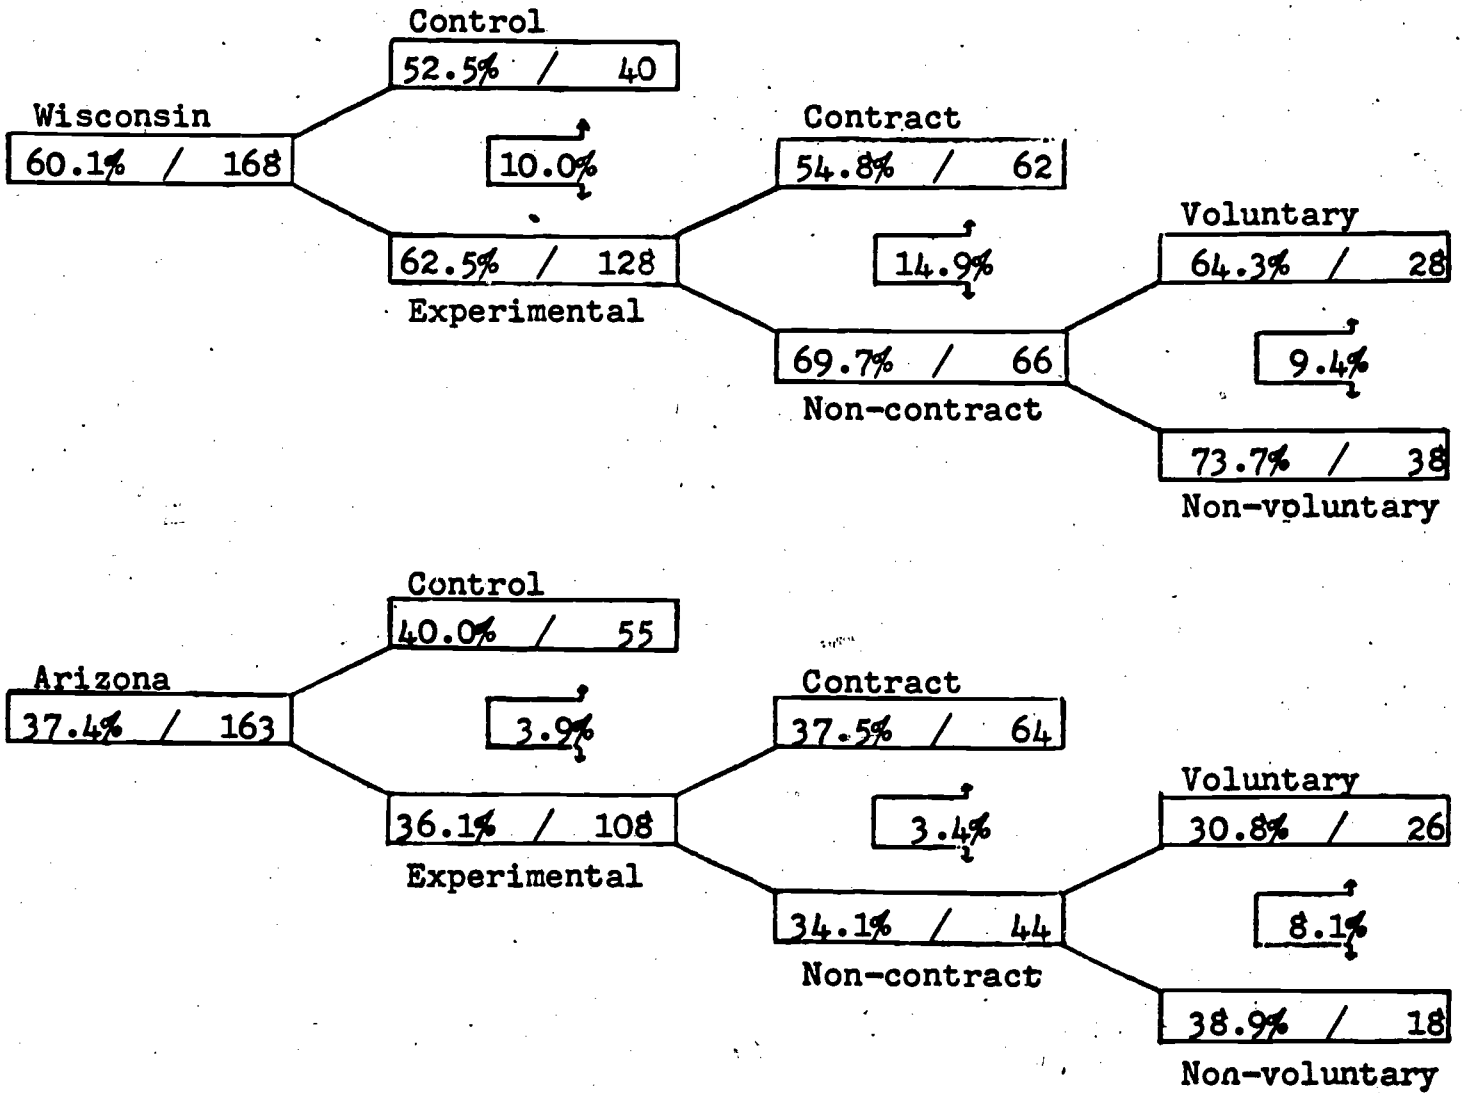 Control
52.5% / 40
Wisconsin
60.1% / 168
10.0%
Contract
54.8% / 62
62.5% / 128
Experimental
14.9%
Voluntary
64.3% / 28
69.7% / 66
Non-contract
9.4%
73.7% / 38
Non-voluntary
Control
40.0% / 55
Arizona
37.4% / 163
3.9%
Contract
37.5% / 64
36.1% / 108
Experimental
3.4%
Voluntary
30.8% / 26
34.1% / 44
Non-contract
8.1%
38.9% / 18
Non-voluntary